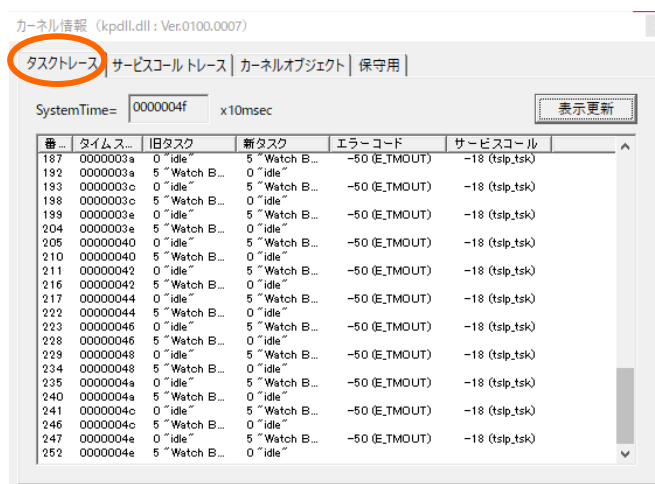 カーネル情報（kpdll.dll : Ver.0100.0007）
タスクトレース サービスコールトレース カーネルオブジェクト 保守用
SystemTime= 0000004f x10msec 表示更新
番... タイムス... 旧タスク 新タスク エラーコード サービスコール
187 0000003a 0 "idle" 5 "Watch B... -50 (E_TMOUT) -18 (tslp_tsk)
192 0000003a 5 "Watch B... 0 "idle"
193 0000003c 0 "idle" 5 "Watch B... -50 (E_TMOUT) -18 (tslp_tsk)
198 0000003c 5 "Watch B... 0 "idle"
199 0000003e 0 "idle" 5 "Watch B... -50 (E_TMOUT) -18 (tslp_tsk)
204 0000003e 5 "Watch B... 0 "idle"
205 00000040 0 "idle" 5 "Watch B... -50 (E_TMOUT) -18 (tslp_tsk)
210 00000040 5 "Watch B... 0 "idle"
211 00000042 0 "idle" 5 "Watch B... -50 (E_TMOUT) -18 (tslp_tsk)
216 00000042 5 "Watch B... 0 "idle"
217 00000044 0 "idle" 5 "Watch B... -50 (E_TMOUT) -18 (tslp_tsk)
222 00000044 5 "Watch B... 0 "idle"
223 00000046 0 "idle" 5 "Watch B... -50 (E_TMOUT) -18 (tslp_tsk)
228 00000046 5 "Watch B... 0 "idle"
229 00000048 0 "idle" 5 "Watch B... -50 (E_TMOUT) -18 (tslp_tsk)
234 00000048 5 "Watch B... 0 "idle"
235 0000004a 0 "idle" 5 "Watch B... -50 (E_TMOUT) -18 (tslp_tsk)
240 0000004a 5 "Watch B... 0 "idle"
241 0000004c 0 "idle" 5 "Watch B... -50 (E_TMOUT) -18 (tslp_tsk)
246 0000004c 5 "Watch B... 0 "idle"
247 0000004e 0 "idle" 5 "Watch B... -50 (E_TMOUT) -18 (tslp_tsk)
252 0000004e 5 "Watch B... 0 "idle"